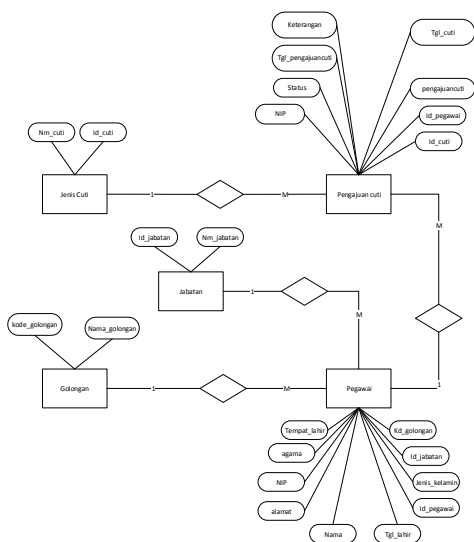 Keterangan
Tgl_cuti
Tgl_pengajuancuti
Status
pengajuancuti
NIP
Id_pegawai
Id_cuti
Nm_cuti
Id_cuti
Jenis Cuti
1
M
Pengajuan cuti
M
Id_jabatan
Nm_jabatan
Jabatan
1
M
kode_golongan
Nama_golongan
Golongan
1
M
Pegawai
1
Tempat_lahir
Kd_golongan
agama
Id_jabatan
NIP
Jenis_kelamin
alamat
Id_pegawai
Nama
Tgl_lahir